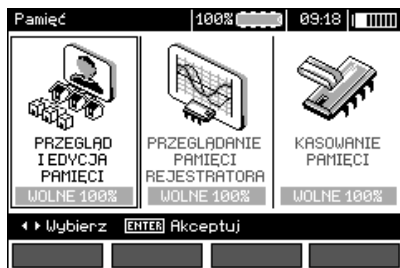 Pamięć 100% 09:18
PRZEGLĄD
I EDYCJA
PAMIĘCI
WOLNE 100%
PRZEGLĄDANIE
PAMIĘCI
REJESTRATORA
WOLNE 100%
KASOWANIE
PAMIĘCI
WOLNE 100%
Wybierz ENTER Akceptuj